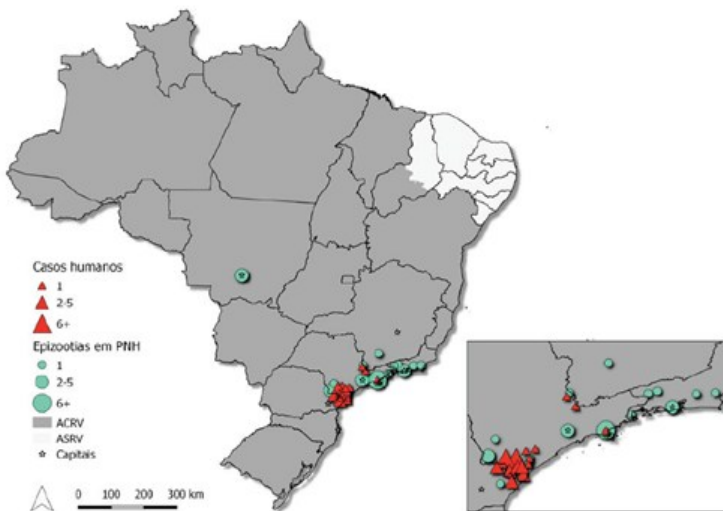 Casos humanos
1
2-5
6+
Epizootias em PNH
1
2-5
6+
ACRV
ASRV
Capitais
0 100 200 300 km